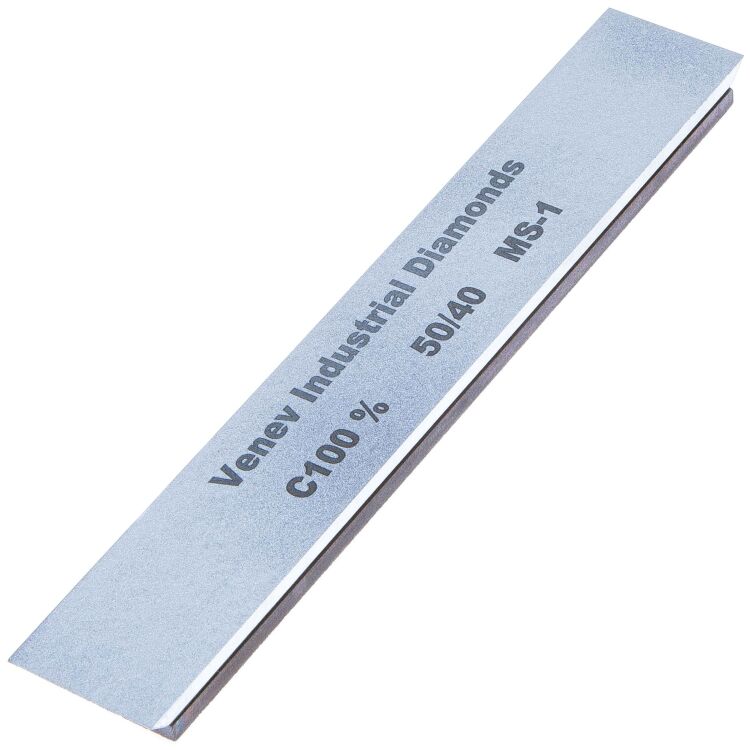 Venev Industrial Diamonds
C100 % 50/40 MS-1